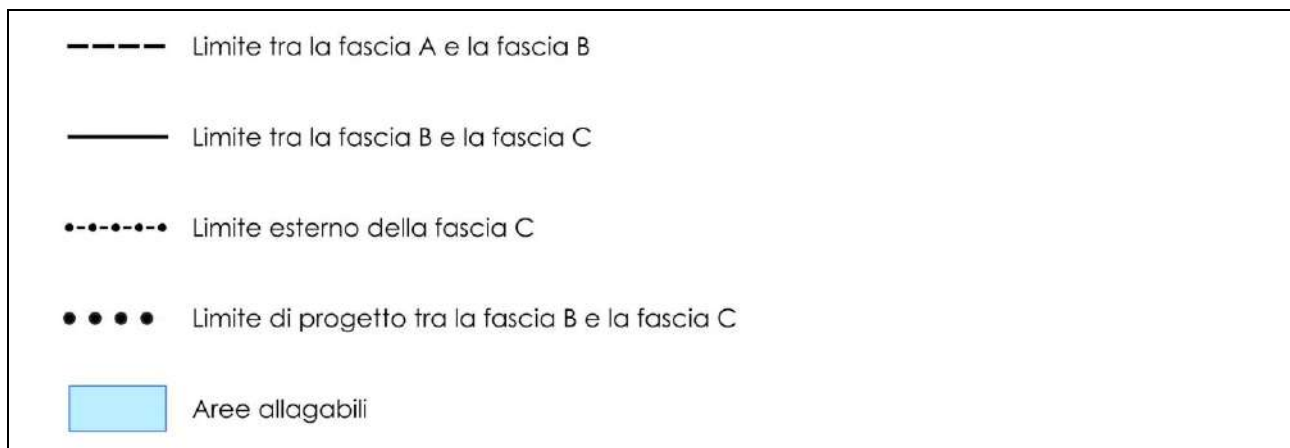 Limite tra la fascia A e la fascia B
Limite tra la fascia B e la fascia C
Limite esterno della fascia C
Limite di progetto tra la fascia B e la fascia C
Aree allagabili